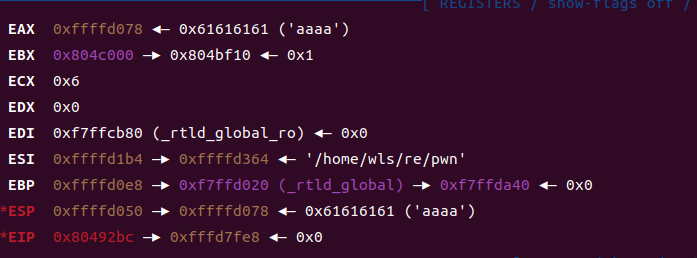 [ REGISTERS / show-flags off /
EAX 0xffffd078 ◂— 0x61616161 ('aaaa')
EBX 0x804c000 —▸ 0x804bf10 ◂— 0x1
ECX 0x6
EDX 0x0
EDI 0xf7ffcb80 (_rtld_global_ro) ◂— 0x0
ESI 0xffffd1b4 —▸ 0xffffd364 ◂— '/home/wls/re/pwn'
EBP 0xffffd0e8 —▸ 0xf7ffd020 (_rtld_global) —▸ 0xf7ffda40 ◂— 0x0
*ESP 0xffffd050 —▸ 0xffffd078 ◂— 0x61616161 ('aaaa')
*EIP 0x80492bc —▸ 0xfffd7fe8 ◂— 0x0